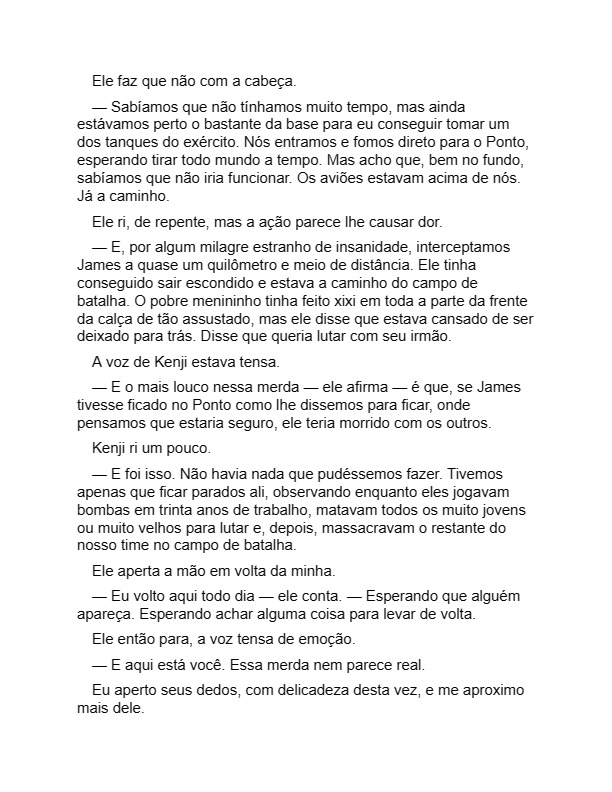 Ele faz que não com a cabeça.
— Sabíamos que não tínhamos muito tempo, mas ainda
estávamos perto o bastante da base para eu conseguir tomar um
dos tanques do exército. Nós entramos e fomos direto para o Ponto,
esperando tirar todo mundo a tempo. Mas acho que, bem no fundo,
sabíamos que não iria funcionar. Os aviões estavam acima de nós.
Já a caminho.
Ele ri, de repente, mas a ação parece lhe causar dor.
— E, por algum milagre estranho de insanidade, interceptamos
James a quase um quilômetro e meio de distância. Ele tinha
conseguido sair escondido e estava a caminho do campo de
batalha. O pobre menininho tinha feito xixi em toda a parte da frente
da calça de tão assustado, mas ele disse que estava cansado de ser
deixado para trás. Disse que queria lutar com seu irmão.
A voz de Kenji estava tensa.
— E o mais louco nessa merda — ele afirma — é que, se James
tivesse ficado no Ponto como lhe dissemos para ficar, onde
pensamos que estaria seguro, ele teria morrido com os outros.
Kenji ri um pouco.
— E foi isso. Não havia nada que pudéssemos fazer. Tivemos
apenas que ficar parados ali, observando enquanto eles jogavam
bombas em trinta anos de trabalho, matavam todos os muito jovens
ou muito velhos para lutar e, depois, massacravam o restante do
nosso time no campo de batalha.
Ele aperta a mão em volta da minha.
— Eu volto aqui todo dia — ele conta. — Esperando que alguém
apareça. Esperando achar alguma coisa para levar de volta.
Ele então para, a voz tensa de emoção.
— E aqui está você. Essa merda nem parece real.
Eu aperto seus dedos, com delicadeza desta vez, e me aproximo
mais dele.